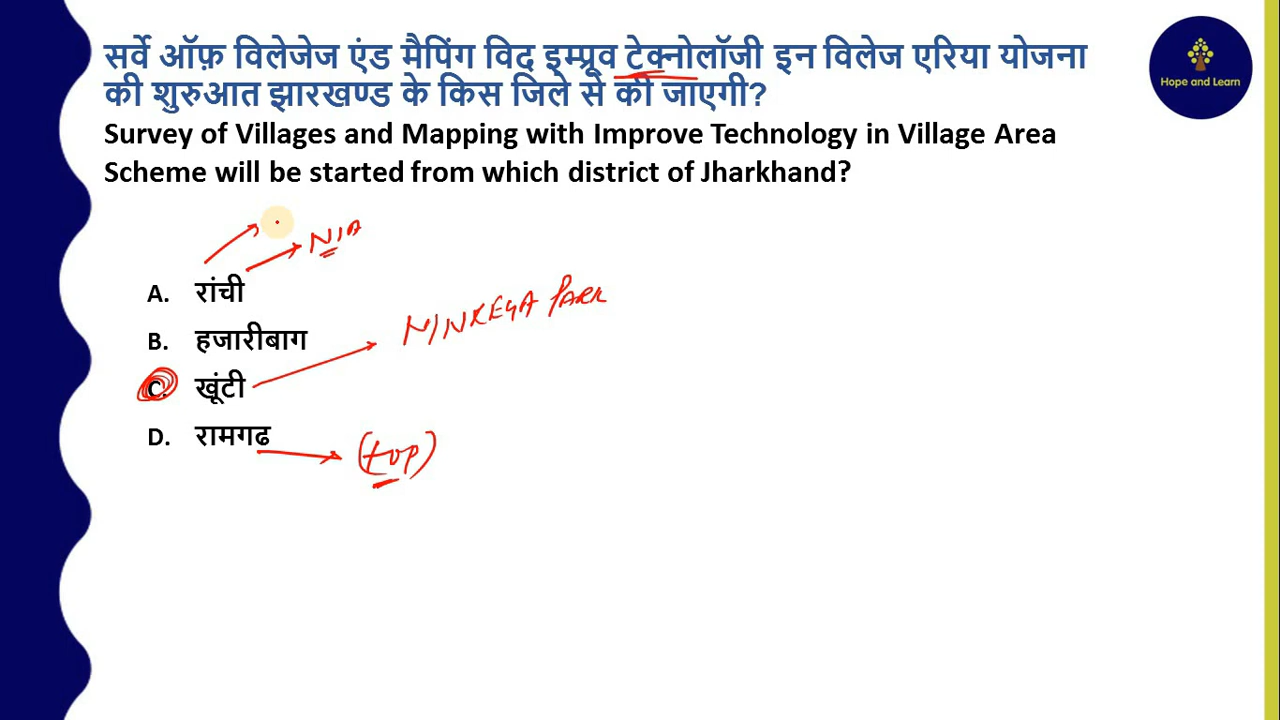 सर्वे ऑफ़ विलेजेज एंड मैपिंग विद इम्प्रूव टेक्नोलॉजी इन विलेज एरिया योजना
की शुरुआत झारखण्ड के किस जिले से की जाएगी?
Hope and Learn
Survey of Villages and Mapping with Improve Technology in Village Area
Scheme will be started from which district of Jharkhand?
NIA
A. रांची
PARK
B. हजारीबाग
C. खूंटी
D. रामगढ
(top)